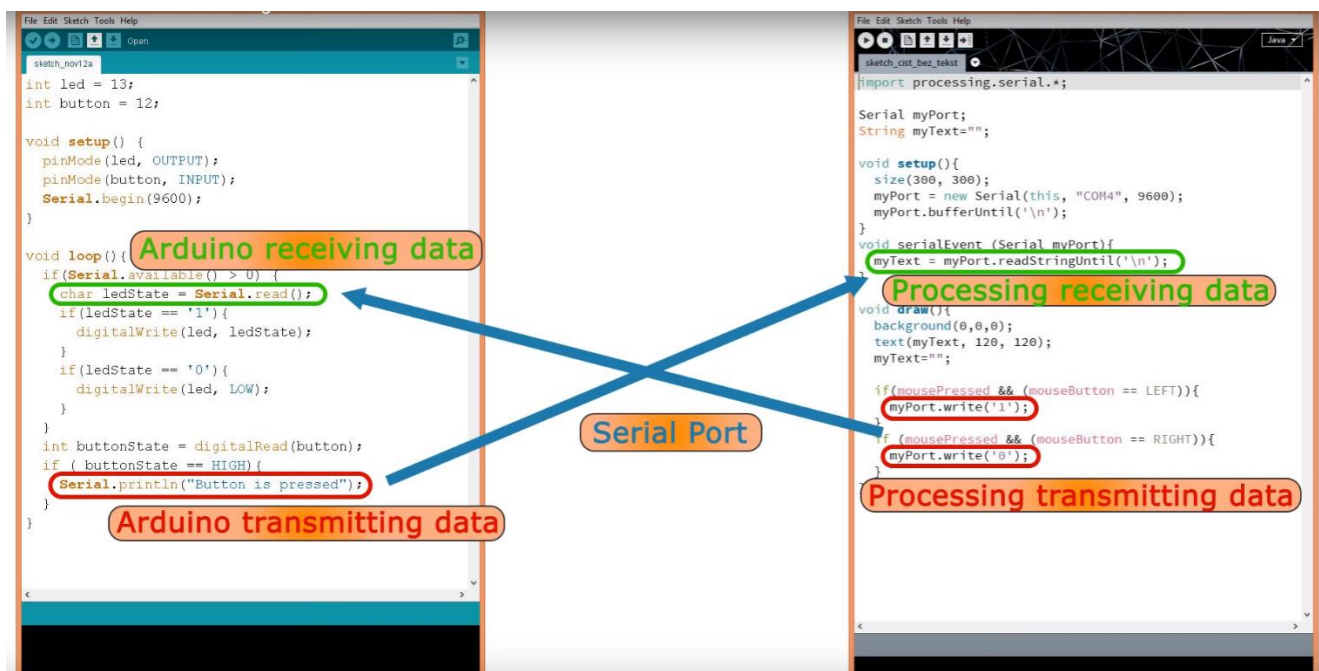 File Edit Sketch Tools Help
Open
sketch_nov12a
int led = 13;
int button = 12;
void setup() {
pinMode(led, OUTPUT);
pinMode(button, INPUT);
Serial.begin(9600);
}
void loop(){
Arduino receiving data
if(Serial.available() > 0) {
char ledState = Serial.read();
if(ledState == '1'){
digitalWrite(led, ledState);
}
if(ledState == '0'){
digitalWrite(led, LOW);
}
}
int buttonState = digitalRead(button);
if ( buttonState == HIGH){
Serial.println("Button is pressed");
}
Arduino transmitting data
}
Serial Port
File Edit Sketch Tools Help
Java
sketch_cist_bez_tekst
import processing.serial.*;
Serial myPort;
String myText="";
void setup(){
size(300, 300);
myPort = new Serial(this, "COM4", 9600);
myPort.bufferUntil('\n');
}
void serialEvent (Serial myPort){
myText = myPort.readStringUntil('\n');
}
Processing receiving data
void draw(){
background(0,0,0);
text(myText, 120, 120);
myText="";
if(mousePressed && (mouseButton == LEFT)){
myPort.write('1');
}
if (mousePressed && (mouseButton == RIGHT)){
myPort.write('0');
}
Processing transmitting data